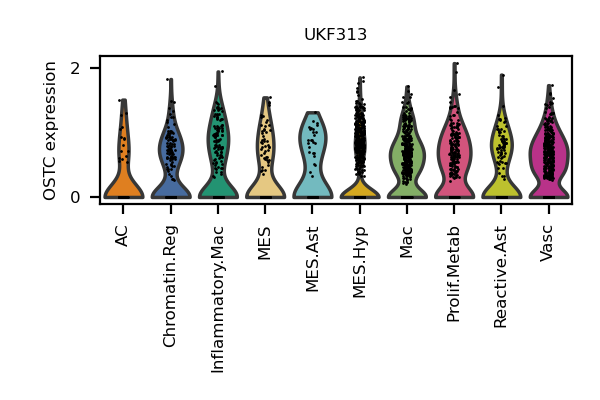 UKF313
OSTC expression
2
0
AC
Chromatin.Reg
Inflammatory.Mac
MES
MES.Ast
MES.Hyp
Mac
Prolif.Metab
Reactive.Ast
Vasc